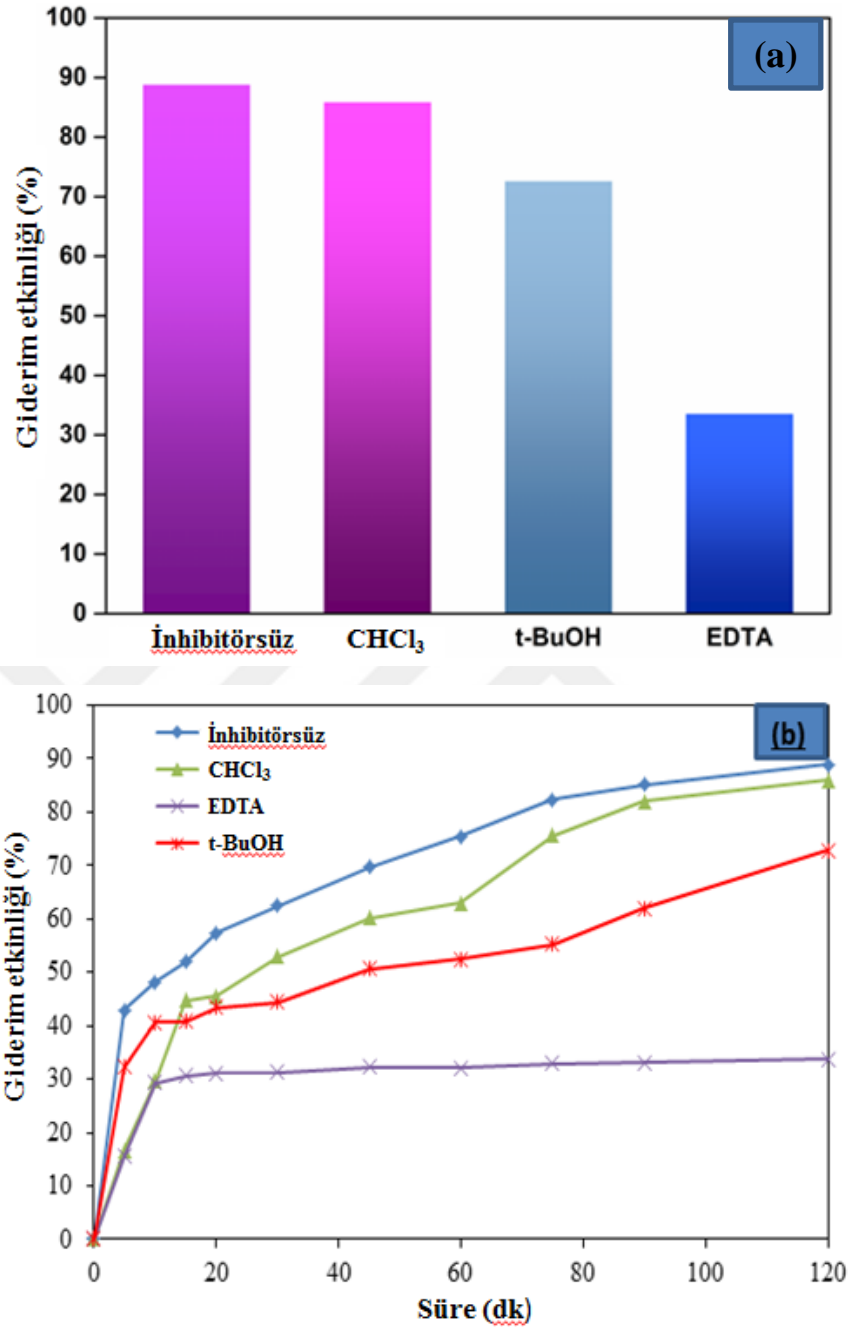 (a)
Giderim etkinliği (%)
100
90
80
70
60
50
40
30
20
10
0
İnhibitörsüz CHCl₃ t-BuOH EDTA
(b)
Giderim etkinliği (%)
100
90
80
70
60
50
40
30
20
10
0
İnhibitörsüz
CHCl₃
EDTA
t-BuOH
0 20 40 60 80 100 120
Süre (dk)